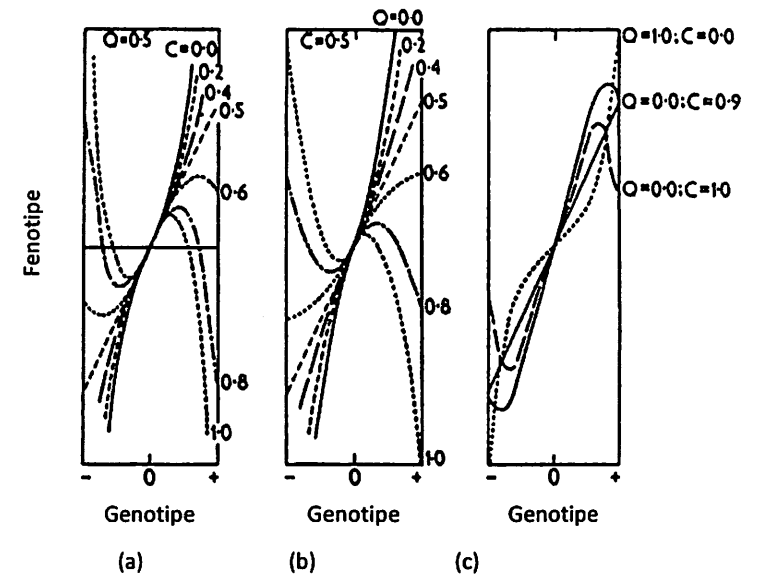 Q=0.0
Q=0.5
C=0.0
0.2
0.4
0.5
0.6
0.8
1.0
C=0.5
0.2
0.4
0.5
0.6
0.8
1.0
Q=1.0; C=0.0
Q=0.0; C=0.9
Q=0.0; C=1.0
Fenotipe
- 0 +
- 0 +
- 0 +
Genotipe
Genotipe
Genotipe
(a)
(b)
(c)